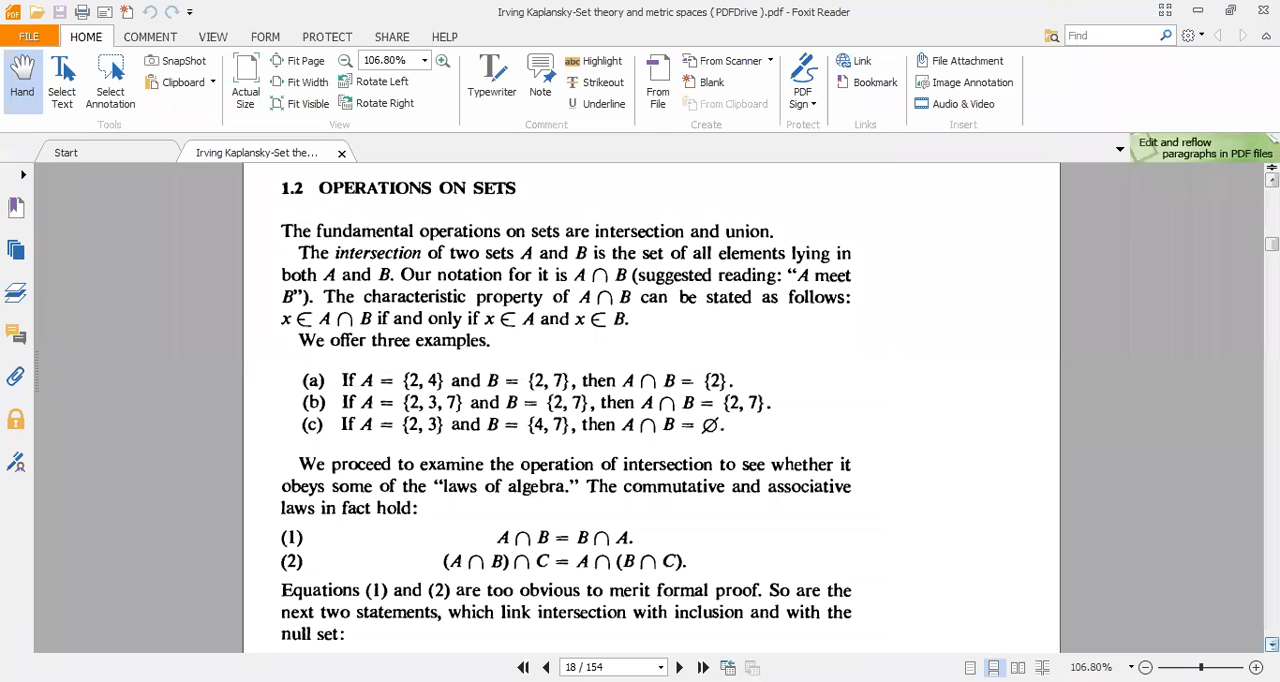 Irving Kaplansky-Set theory and metric spaces ( PDFDrive ).pdf - Foxit Reader
FILE HOME COMMENT VIEW FORM PROTECT SHARE HELP Find
Hand
Select Text
Select Annotation
SnapShot
Clipboard
Tools
Actual Size
Fit Page
Fit Width
Fit Visible
106.80%
Rotate Left
Rotate Right
View
Typewriter
Note
abc Highlight
T Strikeout
U Underline
Comment
From File
From Scanner
Blank
From Clipboard
Create
PDF Sign
Protect
Link
Bookmark
Links
File Attachment
Image Annotation
Audio & Video
Insert
Start
Irving Kaplansky-Set the...
Edit and reflow
paragraphs in PDF files
1.2 OPERATIONS ON SETS
The fundamental operations on sets are intersection and union.
The intersection of two sets A and B is the set of all elements lying in
both A and B. Our notation for it is A ∩ B (suggested reading: “A meet
B”). The characteristic property of A ∩ B can be stated as follows:
x ∈ A ∩ B if and only if x ∈ A and x ∈ B.
We offer three examples.
(a) If A = {2, 4} and B = {2, 7}, then A ∩ B = {2}.
(b) If A = {2, 3, 7} and B = {2, 7}, then A ∩ B = {2, 7}.
(c) If A = {2, 3} and B = {4, 7}, then A ∩ B = ∅.
We proceed to examine the operation of intersection to see whether it
obeys some of the “laws of algebra.” The commutative and associative
laws in fact hold:
(1) A ∩ B = B ∩ A.
(2) (A ∩ B) ∩ C = A ∩ (B ∩ C).
Equations (1) and (2) are too obvious to merit formal proof. So are the
next two statements, which link intersection with inclusion and with the
null set:
18 / 154
106.80%